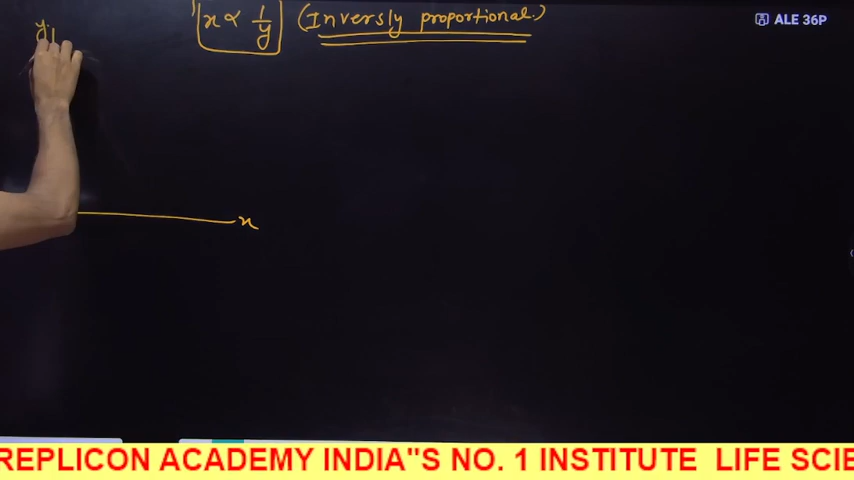 x ∝ 1/y (Inversly proportional.)
ALE 36P
y
x
REPLICON ACADEMY INDIA"S NO. 1 INSTITUTE LIFE SCIE